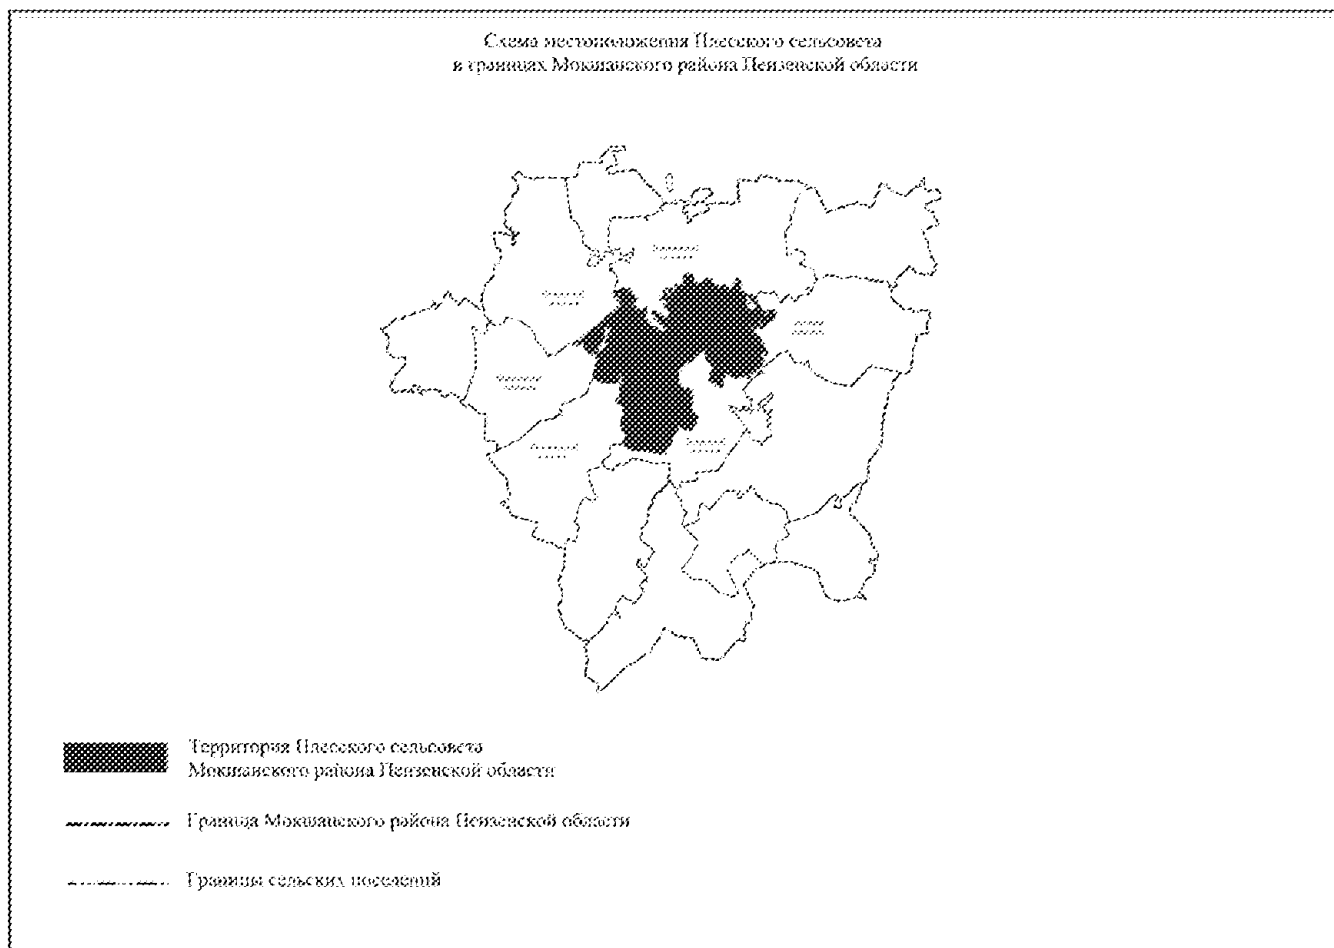 Схема местоположения Плесского сельсовета
в границах Мокшанского района Пензенской области
Территория Плесского сельсовета
Мокшанского района Пензенской области
Граница Мокшанского района Пензенской области
Границы сельских поселений